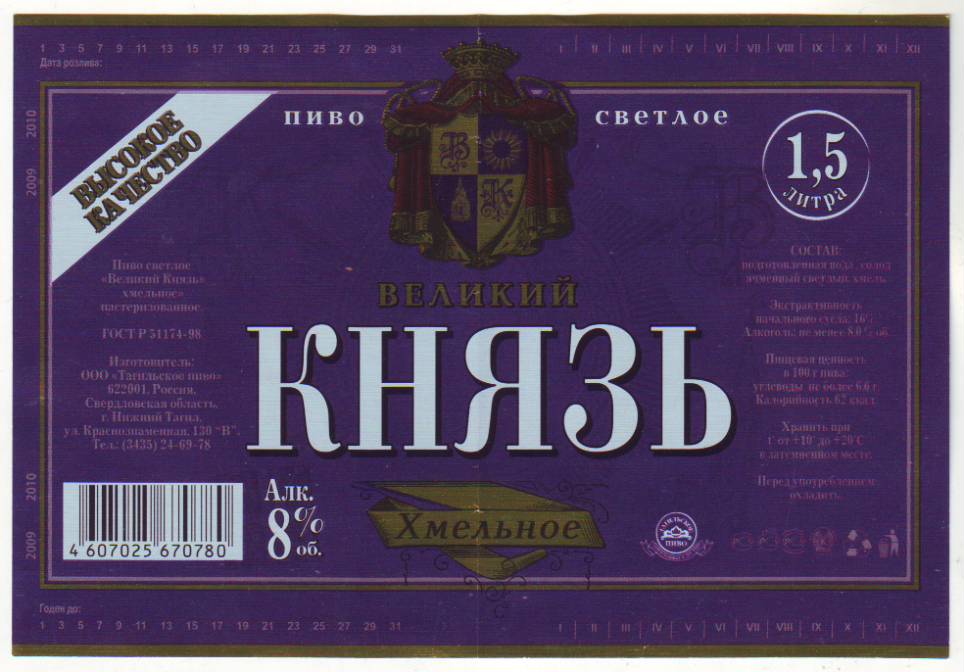 1 3 5 7 9 11 13 15 17 19 21 23 25 27 29 31
I II III IV V VI VII VIII IX X XI XII
Дата розлива:
2009 2010
ВЫСОКОЕ
КАЧЕСТВО
ПИВО СВЕТЛОЕ
В
К
1,5
литра
Пиво светлое
«Великий Князь
хмельное»
пастеризованное.
ГОСТ Р 51174-98
Изготовитель:
ООО «Тагильское пиво»
622001, Россия,
Свердловская область,
г. Нижний Тагил,
ул. Краснознаменная, 130 "В".
Тел.: (3435) 24-69-78
ВЕЛИКИЙ
КНЯЗЬ
СОСТАВ:
подготовленная вода, солод
ячменный светлый, хмель.
Экстрактивность
начального сусла: 16%
Алкоголь: не менее 8,0 % об.
Пищевая ценность
в 100 г пива:
углеводы не более 6,6 г.
Калорийность 62 ккал.
Хранить при
t° от +10° до +20°С
в затемненном месте.
Перед употреблением
охладить.
2009 2010
4 607025 670780
Алк.
8% об.
Хмельное
ТАГИЛЬСКОЕ
ПИВО
Годен до:
1 3 5 7 9 11 13 15 17 19 21 23 25 27 29 31
I II III IV V VI VII VIII IX X XI XII